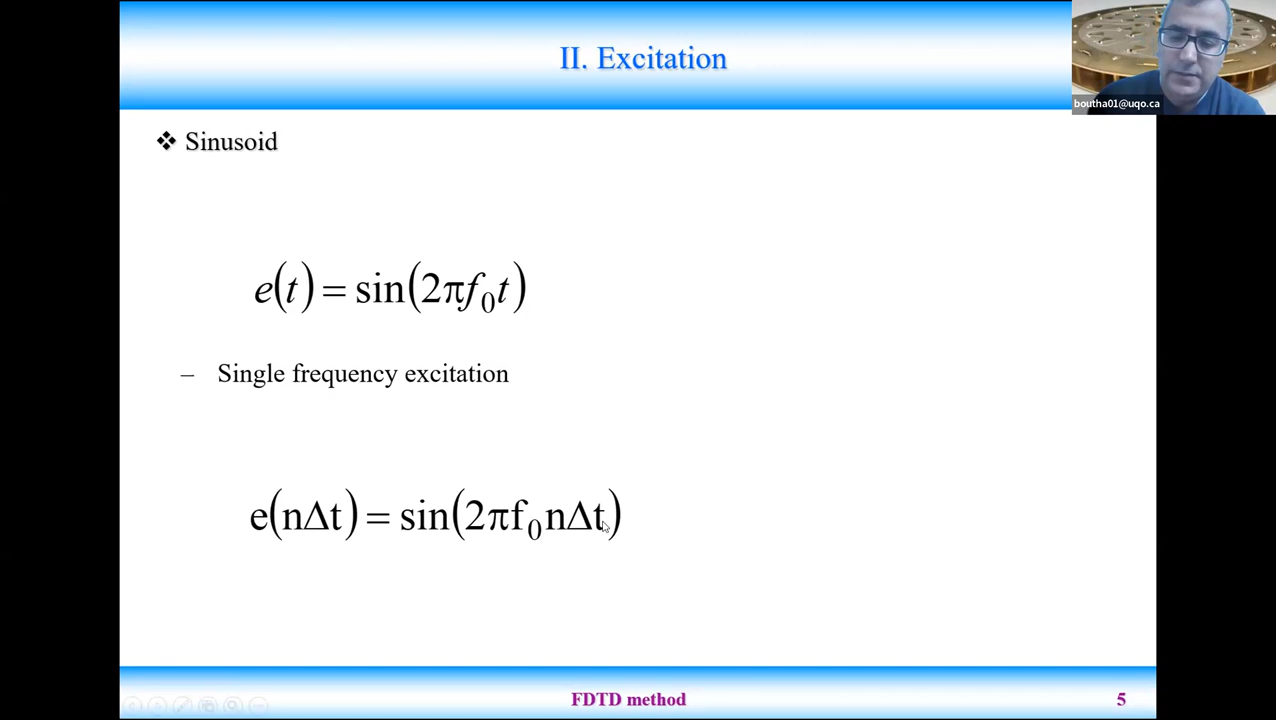 II. Excitation
boutha01@uqo.ca
❖ Sinusoid
e(t) = sin(2πf₀t)
– Single frequency excitation
e(nΔt) = sin(2πf₀nΔt)
FDTD method
5